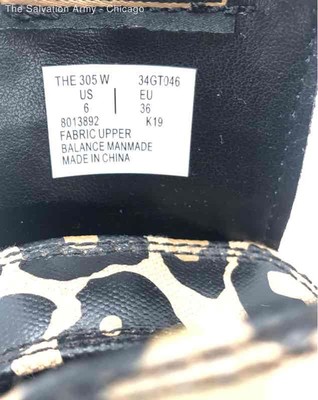 The Salvation Army - Chicago
THE 305 W 34GT046
US EU
6 36
8013892 K19
FABRIC UPPER
BALANCE MANMADE
MADE IN CHINA